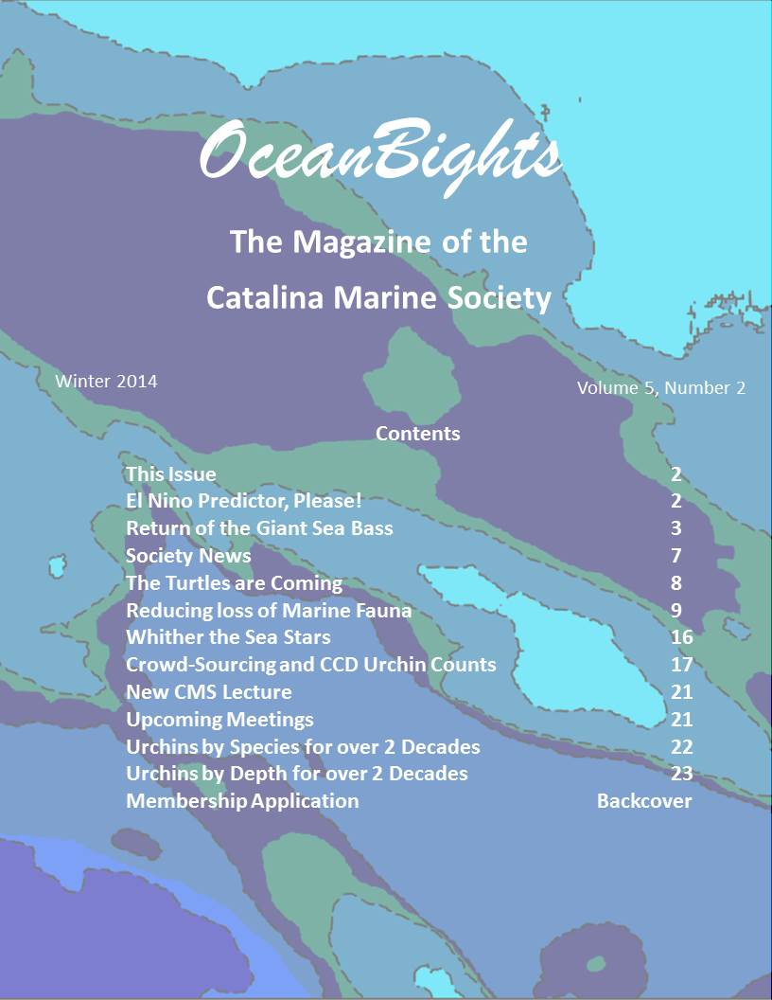 OceanBights
The Magazine of the
Catalina Marine Society
Winter 2014
Volume 5, Number 2
Contents
This Issue 2
El Nino Predictor, Please! 2
Return of the Giant Sea Bass 3
Society News 7
The Turtles are Coming 8
Reducing loss of Marine Fauna 9
Whither the Sea Stars 16
Crowd-Sourcing and CCD Urchin Counts 17
New CMS Lecture 21
Upcoming Meetings 21
Urchins by Species for over 2 Decades 22
Urchins by Depth for over 2 Decades 23
Membership Application Backcover